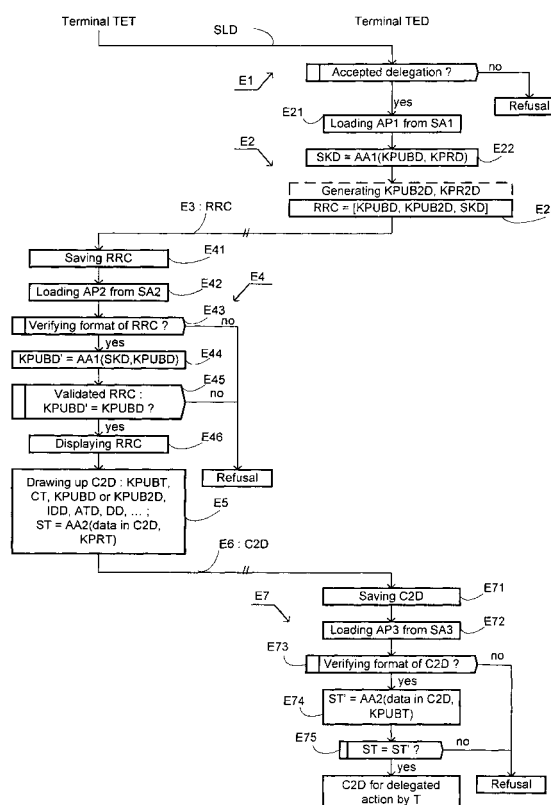 Terminal TET
Terminal TED
SLD
Accepted delegation ?
no
E1
Refusal
yes
E21
Loading AP1 from SA1
E2
SKD = AA1(KPUBD, KPRD)
E22
Generating KPUB2D, KPR2D
RRC = [KPUBD, KPUB2D, SKD]
E2
E3 : RRC
Saving RRC
E41
Loading AP2 from SA2
E42
E4
E43
Verifying format of RRC ?
no
yes
KPUBD' = AA1(SKD,KPUBD)
E44
E45
Validated RRC :
KPUBD' = KPUBD ?
no
yes
Displaying RRC
E46
Refusal
Drawing up C2D : KPUBT,
CT, KPUBD or KPUB2D,
IDD, ATD, DD, ... ;
ST = AA2(data in C2D,
KPRT)
E5
E6 : C2D
Saving C2D
E71
E7
Loading AP3 from SA3
E72
E73
Verifying format of C2D ?
no
yes
E74
ST' = AA2(data in C2D,
KPUBT)
E75
ST = ST' ?
no
yes
C2D for delegated
action by T
Refusal